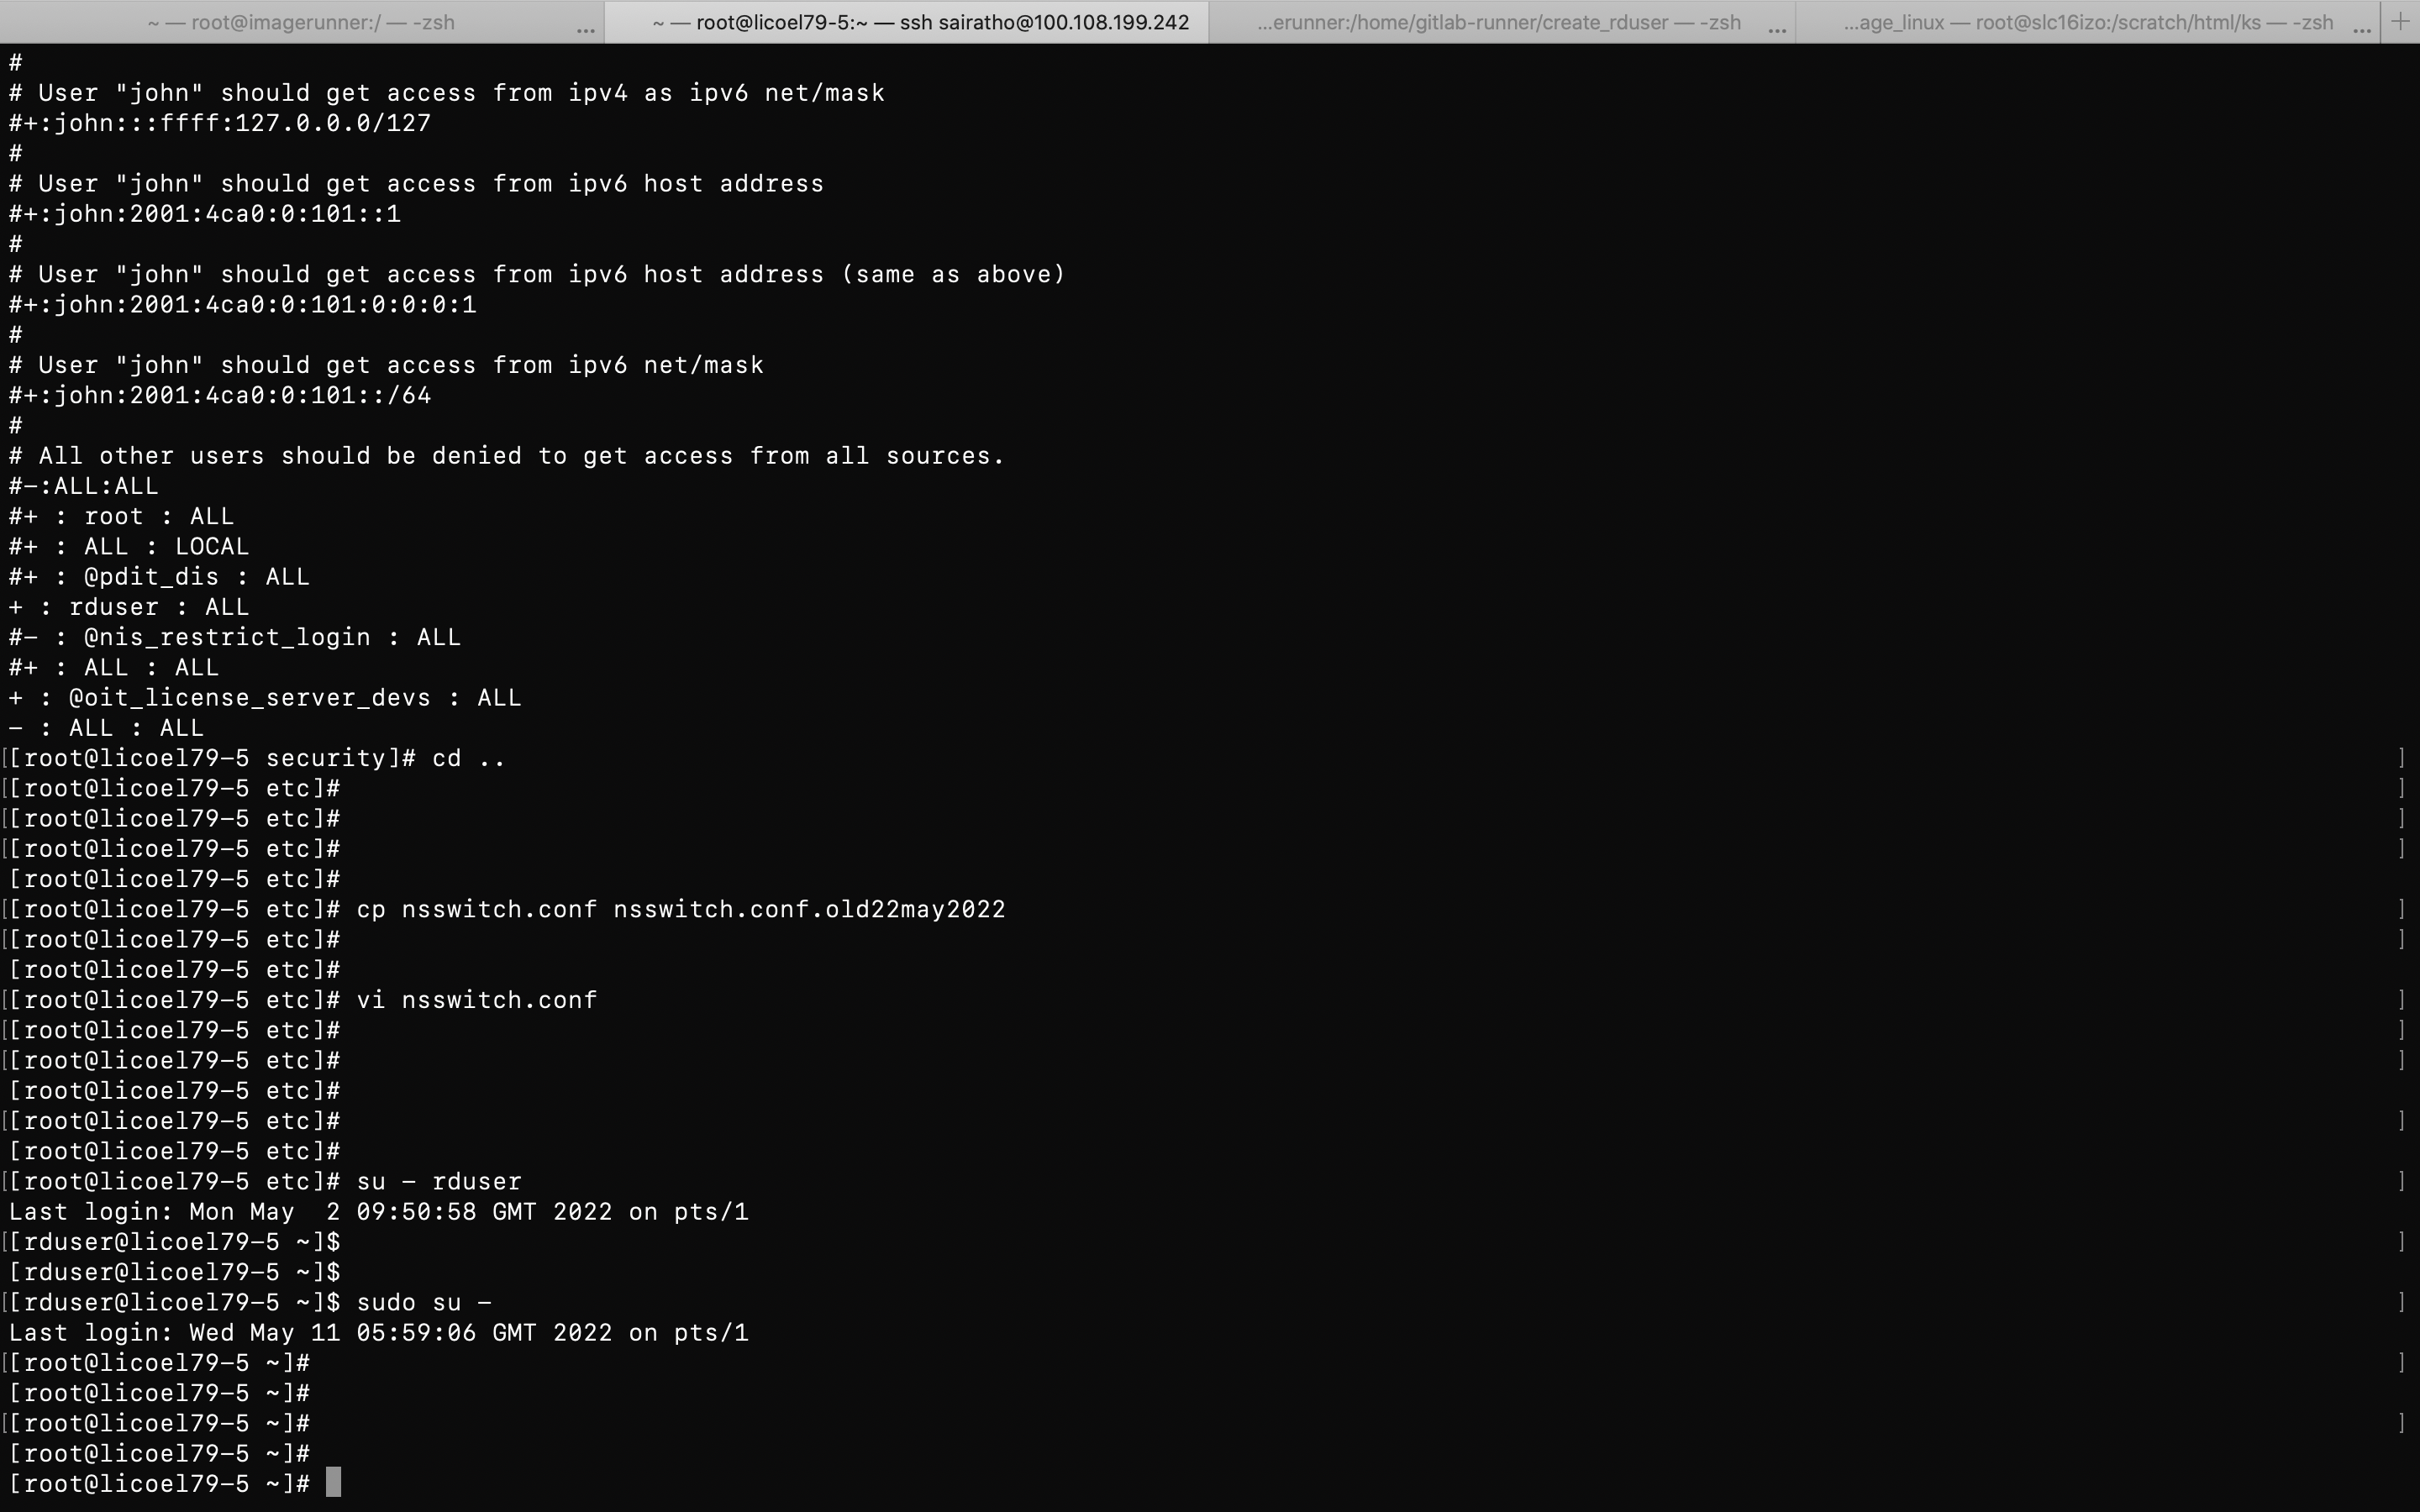 ~ — root@imagerunner:/ — -zsh ...
~ — root@licoel79-5:~ — ssh sairatho@100.108.199.242
...erunner:/home/gitlab-runner/create_rduser — -zsh ...
...age_linux — root@slc16izo:/scratch/html/ks — -zsh ...
+
#
# User "john" should get access from ipv4 as ipv6 net/mask
#+:john:::ffff:127.0.0.0/127
#
# User "john" should get access from ipv6 host address
#+:john:2001:4ca0:0:101::1
#
# User "john" should get access from ipv6 host address (same as above)
#+:john:2001:4ca0:0:101:0:0:0:1
#
# User "john" should get access from ipv6 net/mask
#+:john:2001:4ca0:0:101::/64
#
# All other users should be denied to get access from all sources.
#-:ALL:ALL
#+ : root : ALL
#+ : ALL : LOCAL
#+ : @pdit_dis : ALL
+ : rduser : ALL
#- : @nis_restrict_login : ALL
#+ : ALL : ALL
+ : @oit_license_server_devs : ALL
- : ALL : ALL
[[root@licoel79-5 security]# cd .. ]
[[root@licoel79-5 etc]# ]
[[root@licoel79-5 etc]# ]
[[root@licoel79-5 etc]# ]
[root@licoel79-5 etc]#
[[root@licoel79-5 etc]# cp nsswitch.conf nsswitch.conf.old22may2022 ]
[[root@licoel79-5 etc]# ]
[root@licoel79-5 etc]#
[[root@licoel79-5 etc]# vi nsswitch.conf ]
[[root@licoel79-5 etc]# ]
[[root@licoel79-5 etc]# ]
[root@licoel79-5 etc]#
[[root@licoel79-5 etc]# ]
[root@licoel79-5 etc]#
[[root@licoel79-5 etc]# su - rduser ]
Last login: Mon May  2 09:50:58 GMT 2022 on pts/1
[[rduser@licoel79-5 ~]$ ]
[rduser@licoel79-5 ~]$
[[rduser@licoel79-5 ~]$ sudo su - ]
Last login: Wed May 11 05:59:06 GMT 2022 on pts/1
[[root@licoel79-5 ~]# ]
[root@licoel79-5 ~]#
[[root@licoel79-5 ~]# ]
[root@licoel79-5 ~]#
[root@licoel79-5 ~]#